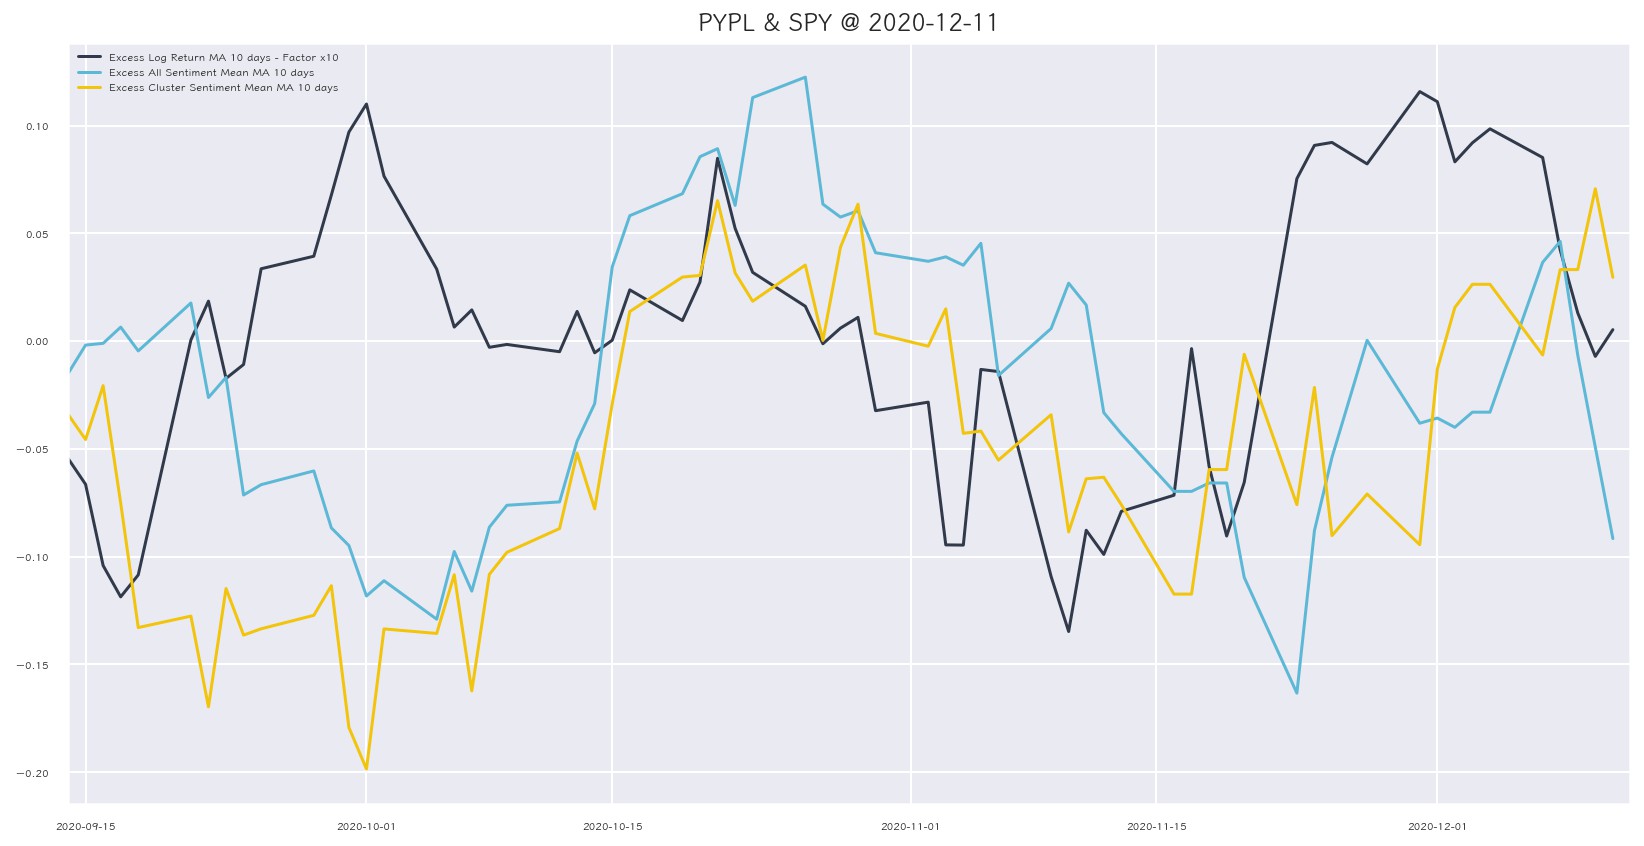 PYPL & SPY @ 2020-12-11
Excess Log Return MA 10 days - Factor x10
Excess All Sentiment Mean MA 10 days
Excess Cluster Sentiment Mean MA 10 days
0.10
0.05
0.00
−0.05
−0.10
−0.15
−0.20
2020-09-15 2020-10-01 2020-10-15 2020-11-01 2020-11-15 2020-12-01